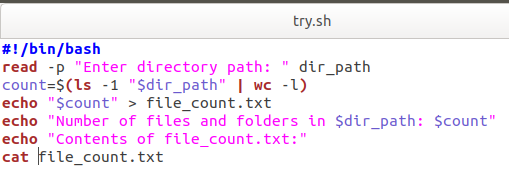 try.sh
#!/bin/bash
read -p "Enter directory path: " dir_path
count=$(ls -1 "$dir_path" | wc -l)
echo "$count" > file_count.txt
echo "Number of files and folders in $dir_path: $count"
echo "Contents of file_count.txt:"
cat file_count.txt